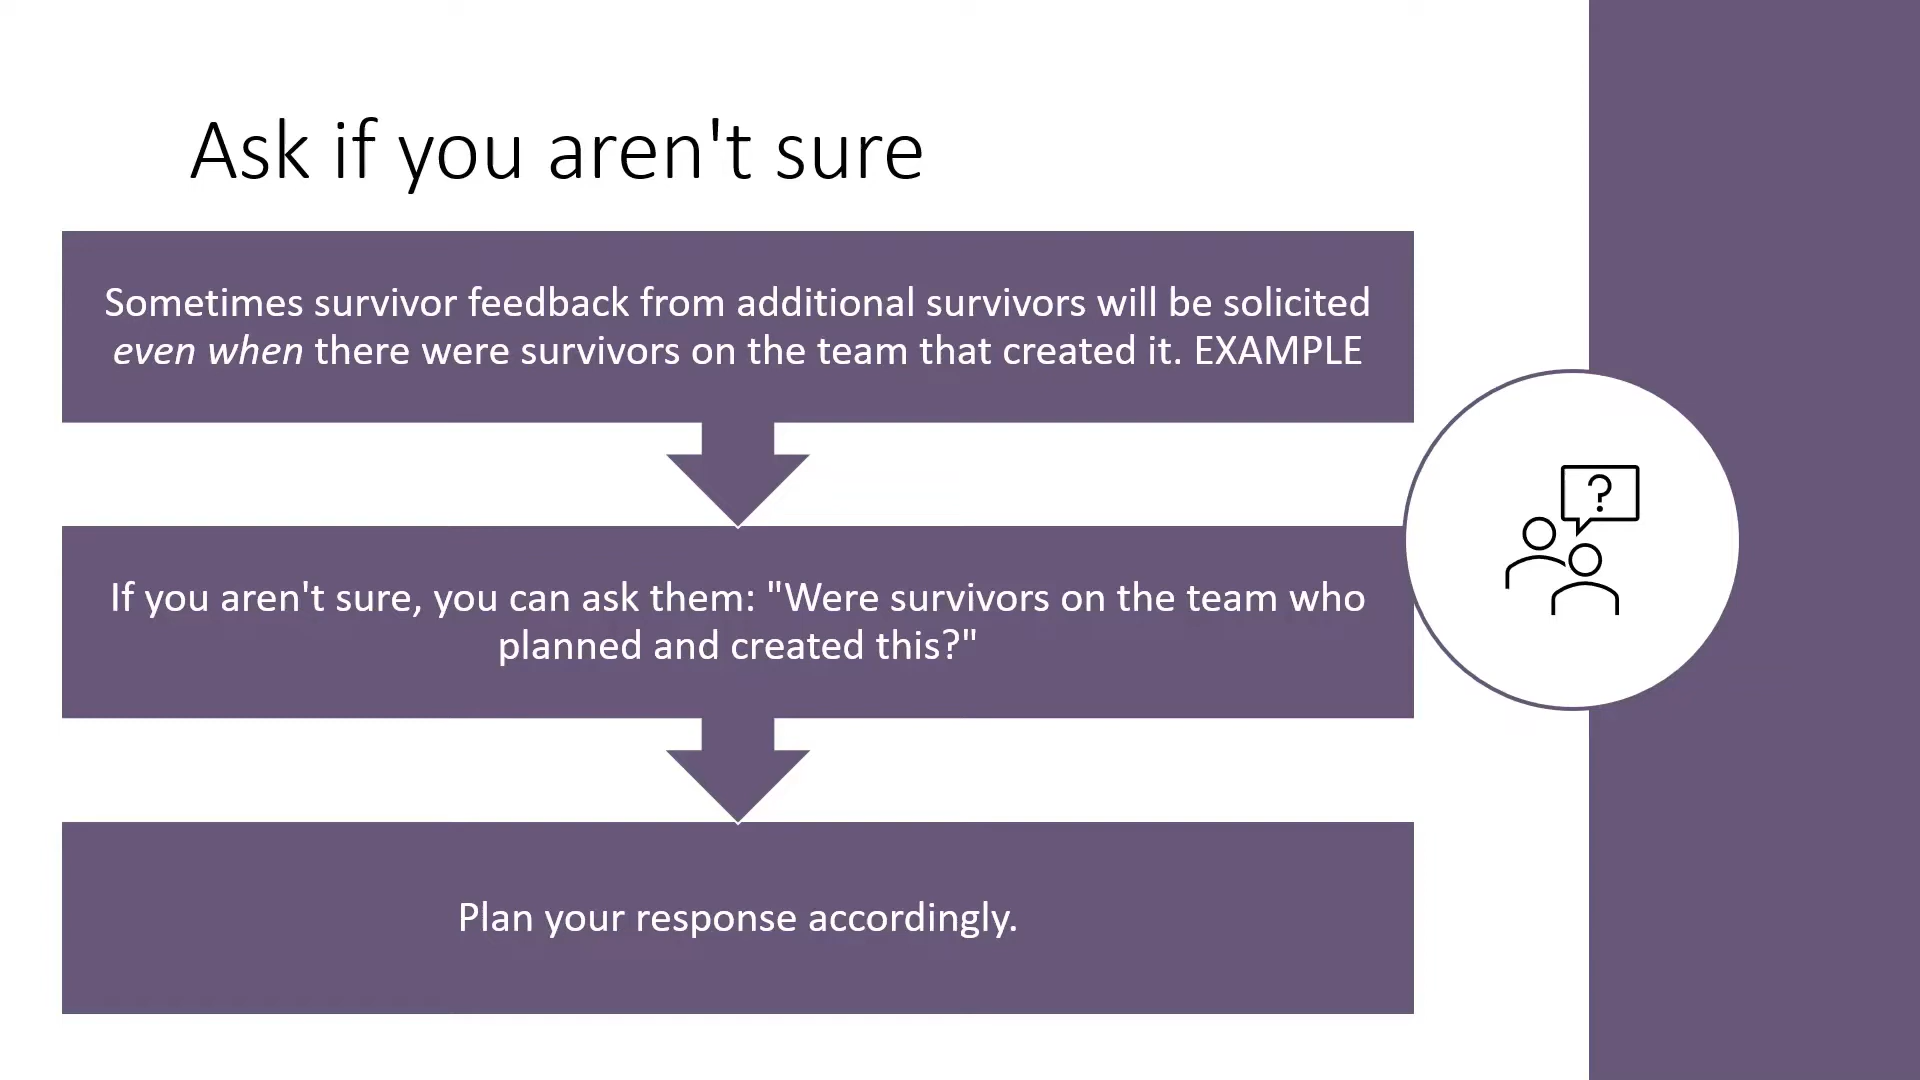 Ask if you aren't sure
Sometimes survivor feedback from additional survivors will be solicited
even when there were survivors on the team that created it. EXAMPLE
?
If you aren't sure, you can ask them: "Were survivors on the team who
planned and created this?"
Plan your response accordingly.